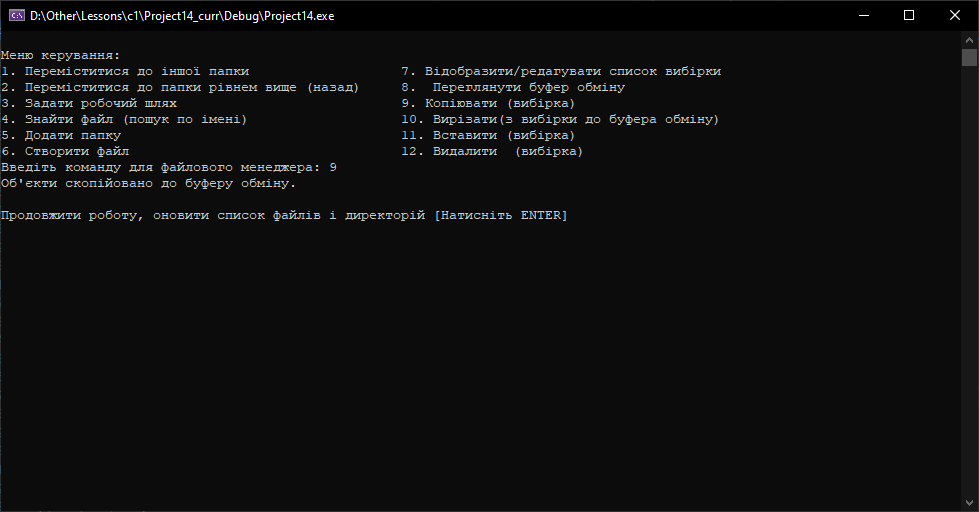 D:\Other\Lessons\c1\Project14_curr\Debug\Project14.exe
Меню керування:
1. Переміститися до іншої папки 7. Відобразити/редагувати список вибірки
2. Переміститися до папки рівнем вище (назад) 8.  Переглянути буфер обміну
3. Задати робочий шлях 9. Копіювати (вибірка)
4. Знайти файл (пошук по імені) 10. Вирізати(з вибірки до буфера обміну)
5. Додати папку 11. Вставити (вибірка)
6. Створити файл 12. Видалити  (вибірка)
Введіть команду для файлового менеджера: 9
Об'єкти скопійовано до буферу обміну.
Продовжити роботу, оновити список файлів і директорій [Натисніть ENTER]